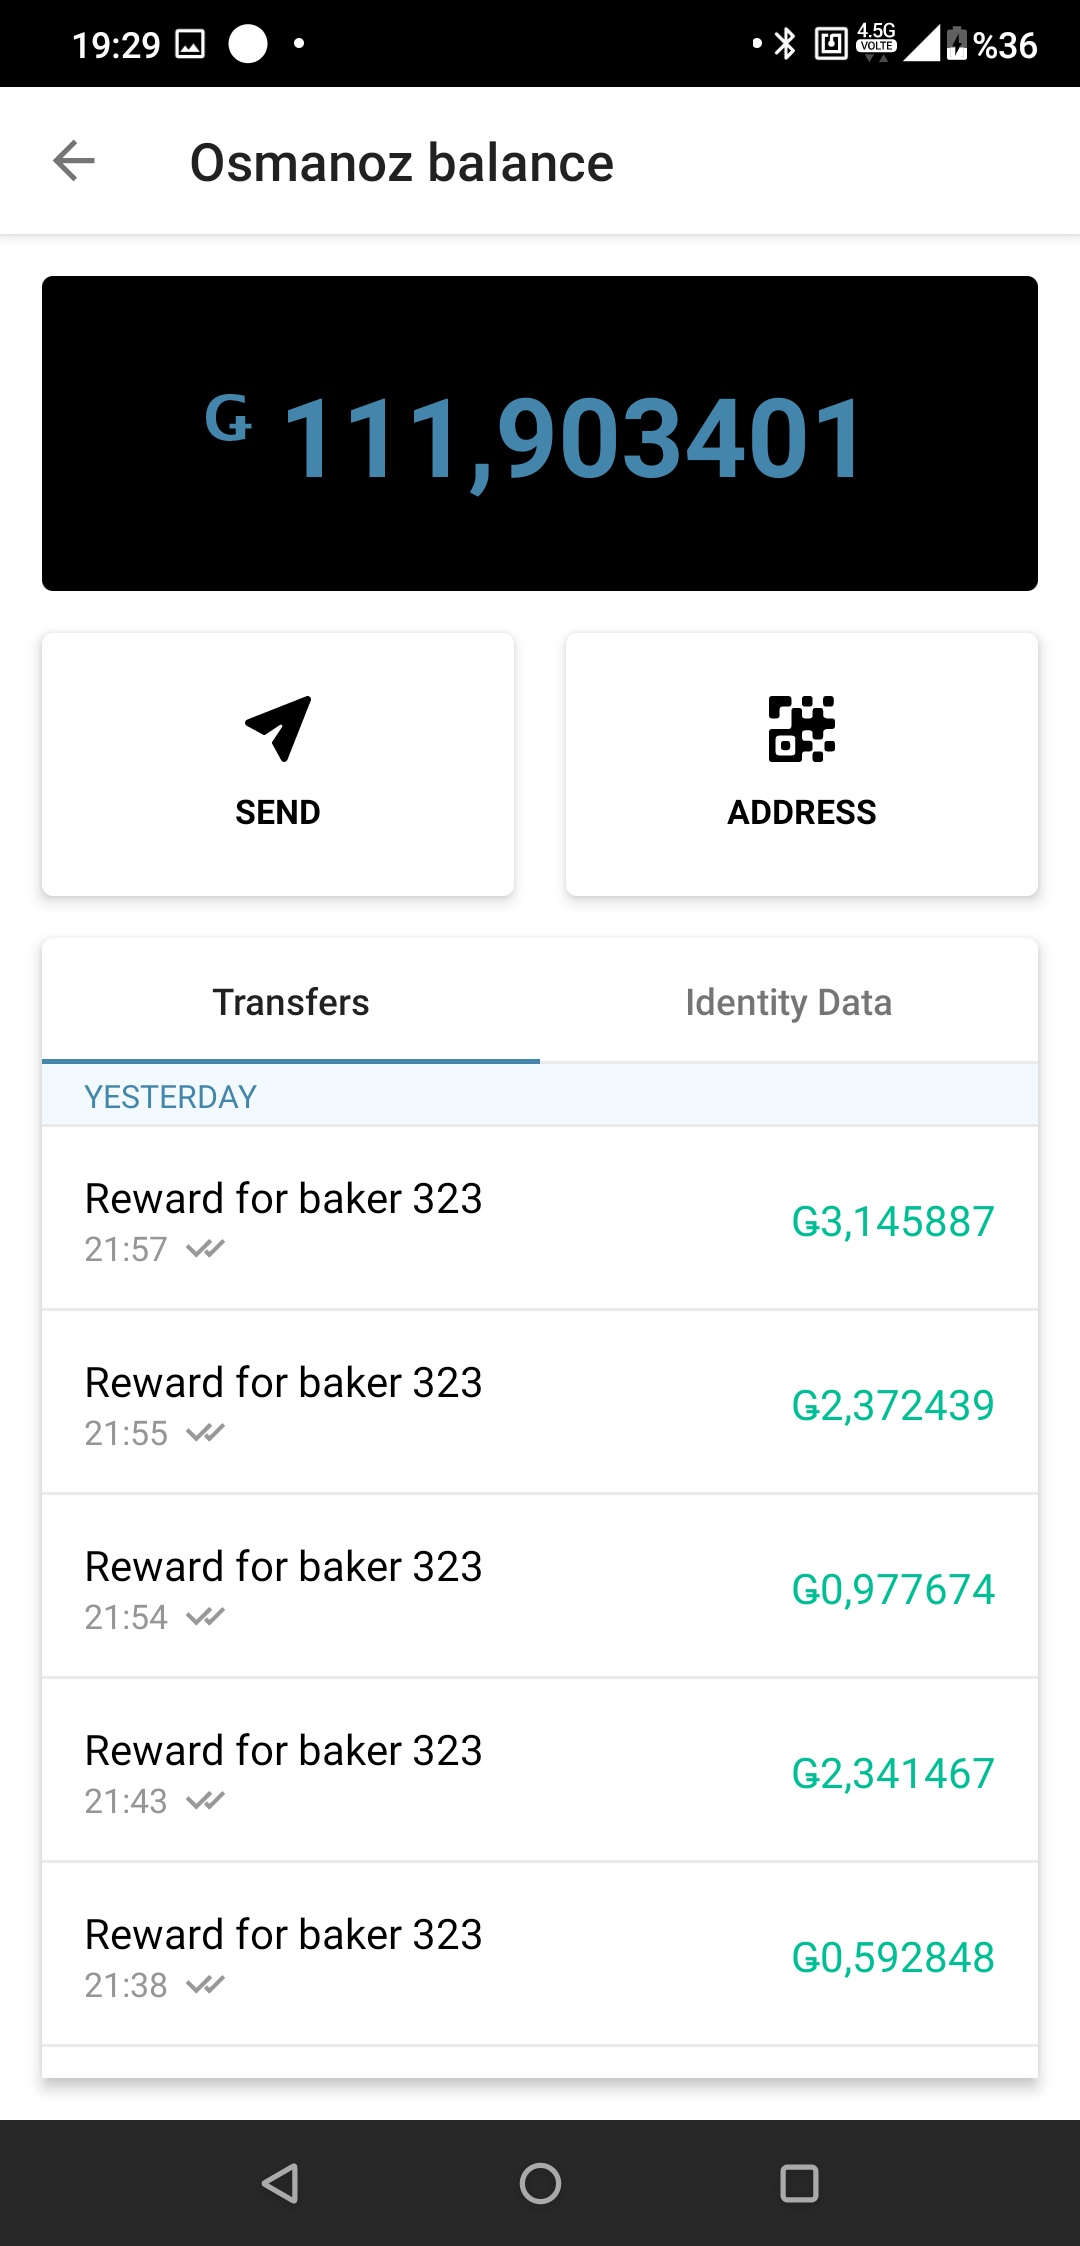 19:29
4.5G
VOLTE
%36
Osmanoz balance
Ǥ 111,903401
SEND
ADDRESS
Transfers
Identity Data
YESTERDAY
Reward for baker 323
Ǥ3,145887
21:57
Reward for baker 323
Ǥ2,372439
21:55
Reward for baker 323
Ǥ0,977674
21:54
Reward for baker 323
Ǥ2,341467
21:43
Reward for baker 323
Ǥ0,592848
21:38